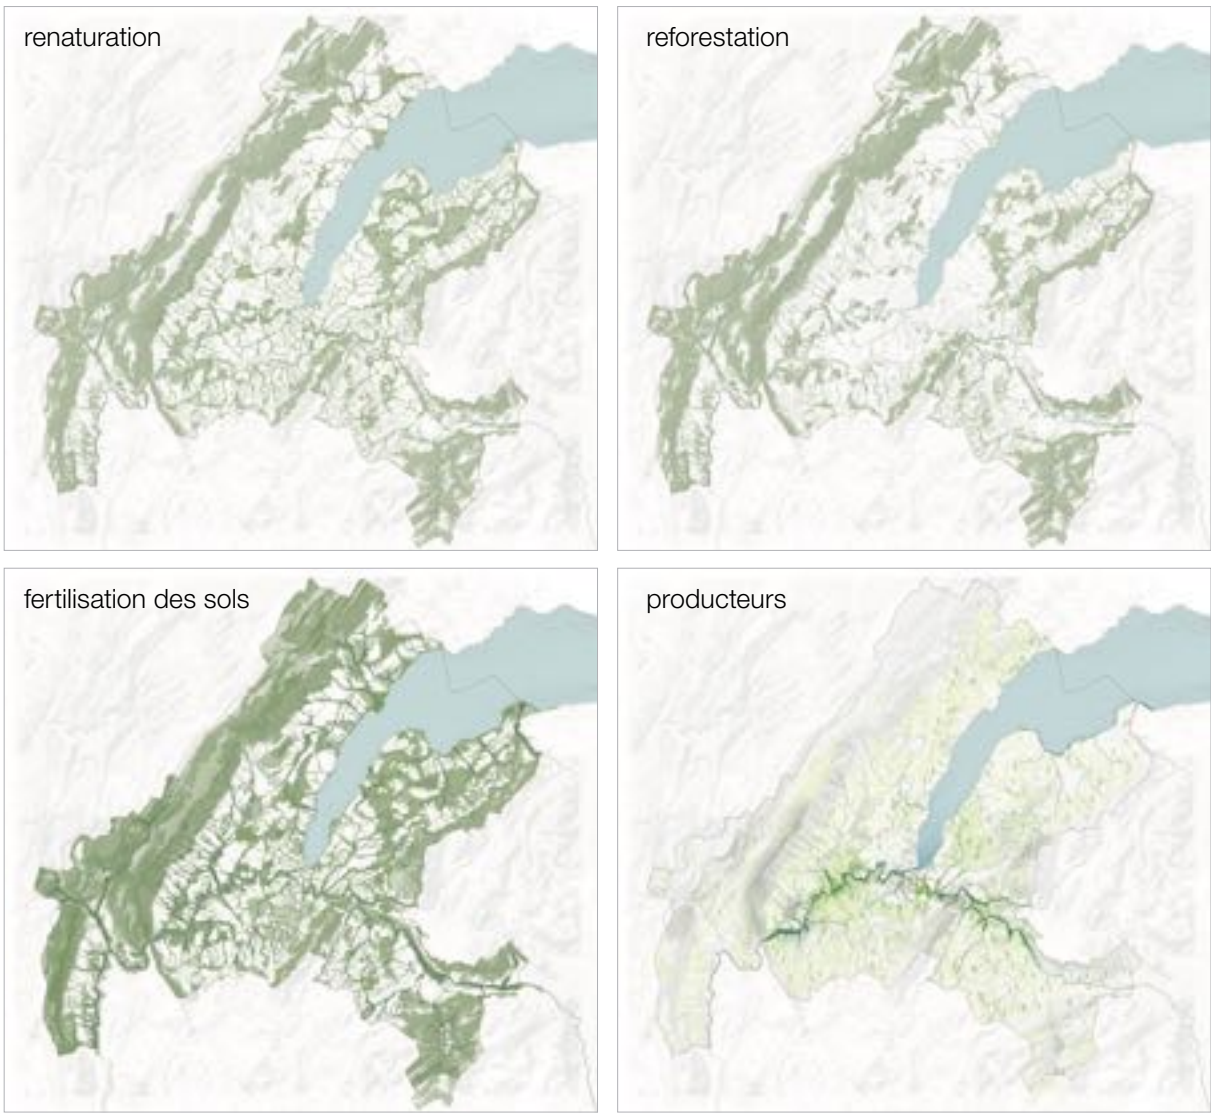 renaturation
reforestation
fertilisation des sols
producteurs